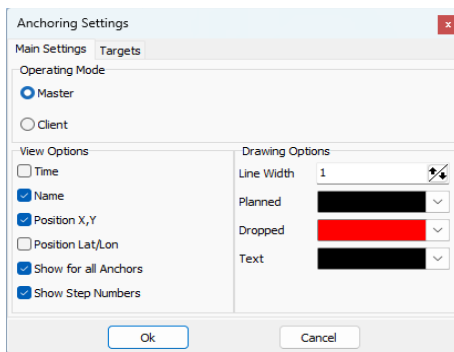 Anchoring Settings
x
Main Settings Targets
Operating Mode
Master
Client
View Options
Time
Name
Position X,Y
Position Lat/Lon
Show for all Anchors
Show Step Numbers
Drawing Options
Line Width 1
Planned
Dropped
Text
Ok Cancel